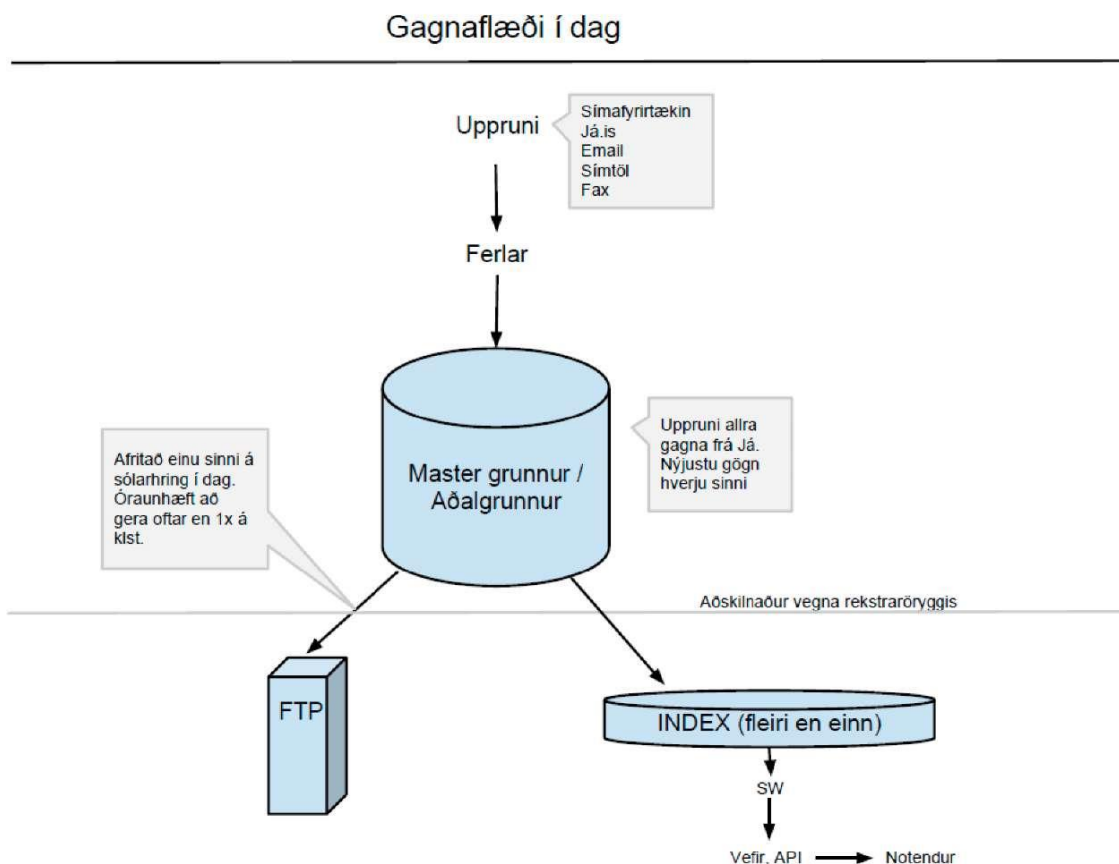 Gagnaflæði í dag
Uppruni
Símafyrirtækin
Já.is
Email
Símtöl
Fax
Ferlar
Master grunnur /
Aðalgrunnur
Uppruni allra
gagna frá Já.
Nýjustu gögn
hverju sinni
Afritað einu sinni á
sólarhring í dag.
Óraunhæft að
gera oftar en 1x á
klst.
Aðskilnaður vegna rekstraröryggis
FTP
INDEX (fleiri en einn)
SW
Vefir, API
Notendur